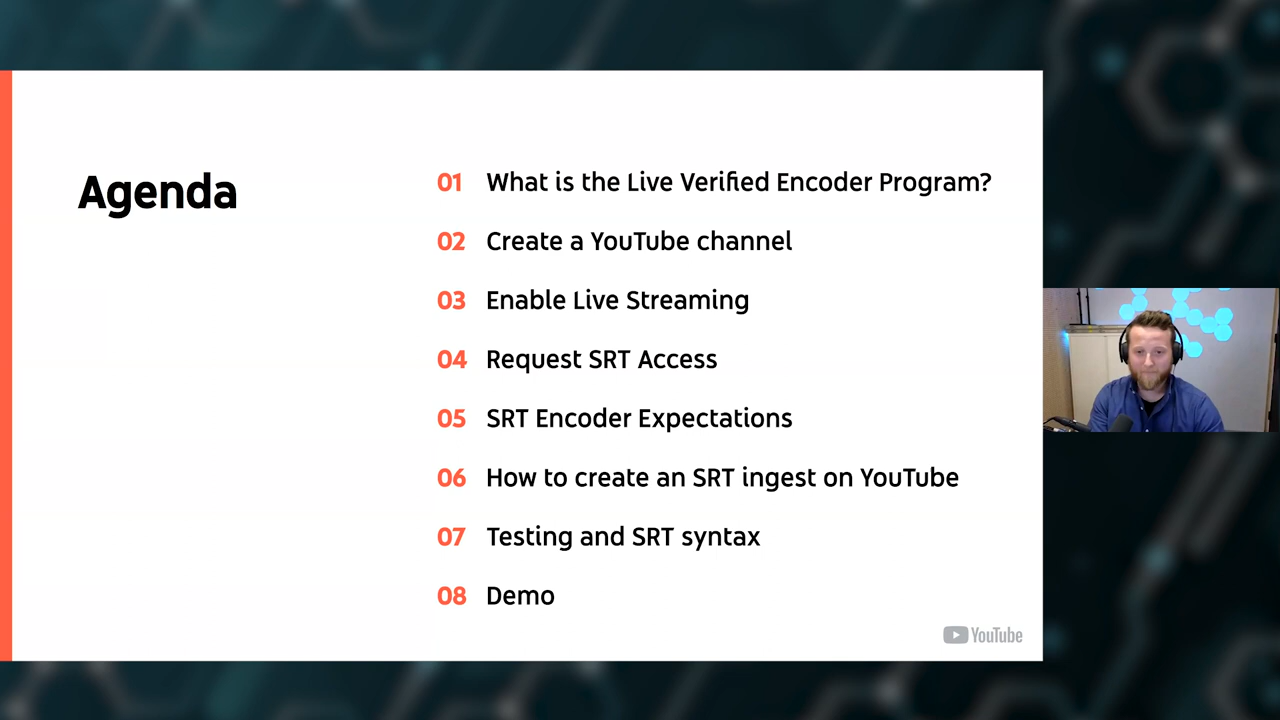 Agenda
01 What is the Live Verified Encoder Program?
02 Create a YouTube channel
03 Enable Live Streaming
04 Request SRT Access
05 SRT Encoder Expectations
06 How to create an SRT ingest on YouTube
07 Testing and SRT syntax
08 Demo
YouTube